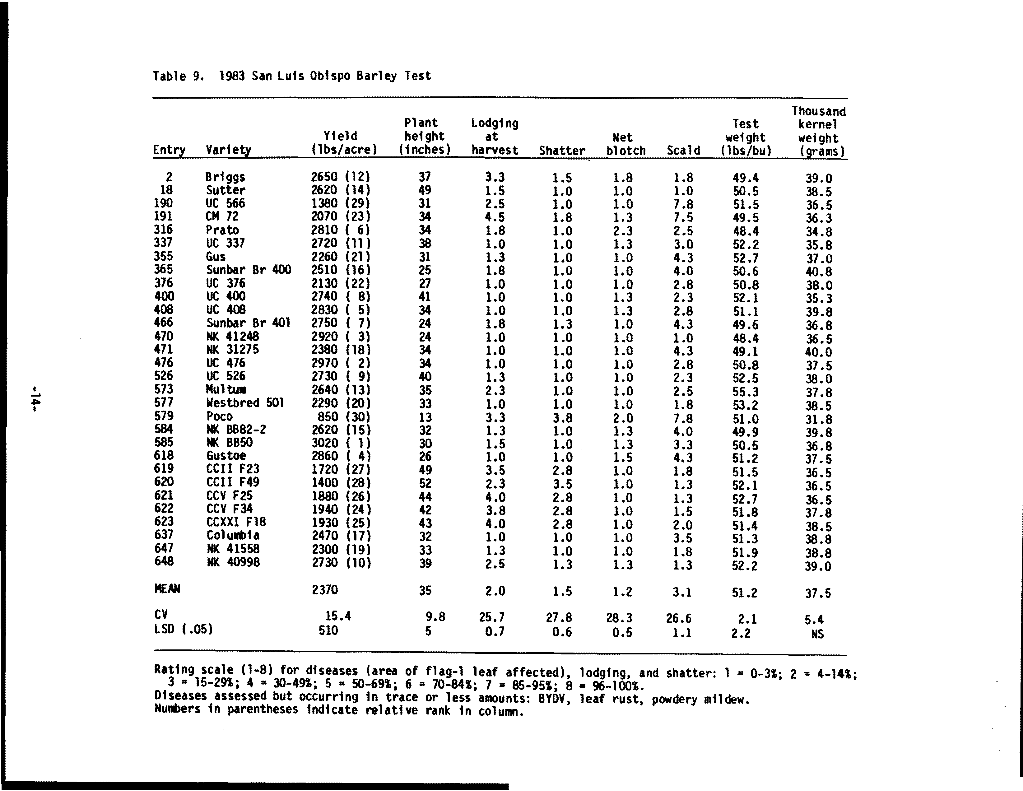 Table 9. 1983 San Luis Obispo Barley Test
Thousand
Plant Lodging Test kernel
Yield height at Net weight weight
Entry Variety (lbs/acre) (inches) harvest Shatter blotch Scald (lbs/bu) (grams)
2 Briggs 2650 (12) 37 3.3 1.5 1.8 1.8 49.4 39.0
18 Sutter 2620 (14) 49 1.5 1.0 1.0 1.0 50.5 38.5
190 UC 566 1380 (29) 31 2.5 1.0 1.0 7.8 51.5 36.5
191 CM 72 2070 (23) 34 4.5 1.8 1.3 7.5 49.5 36.3
316 Prato 2810 ( 6) 34 1.8 1.0 2.3 2.5 48.4 34.8
337 UC 337 2720 (11) 38 1.0 1.0 1.3 3.0 52.2 35.8
355 Gus 2260 (21) 31 1.3 1.0 1.0 4.3 52.7 37.0
365 Sunbar Br 400 2510 (16) 25 1.8 1.0 1.0 4.0 50.6 40.8
376 UC 376 2130 (22) 27 1.0 1.0 1.0 2.8 50.8 38.0
400 UC 400 2740 ( 8) 41 1.0 1.0 1.3 2.3 52.1 35.3
408 UC 408 2830 ( 5) 34 1.0 1.0 1.3 2.8 51.1 39.8
466 Sunbar Br 401 2750 ( 7) 24 1.8 1.3 1.0 4.3 49.6 36.8
470 NK 41248 2920 ( 3) 24 1.0 1.0 1.0 1.0 48.4 36.5
471 NK 31275 2380 (18) 34 1.0 1.0 1.0 4.3 49.1 40.0
476 UC 476 2970 ( 2) 34 1.0 1.0 1.0 2.8 50.8 37.5
526 UC 526 2730 ( 9) 40 1.3 1.0 1.0 2.3 52.5 38.0
573 Multum 2640 (13) 35 2.3 1.0 1.0 2.5 55.3 37.8
577 Westbred 501 2290 (20) 33 1.0 1.0 1.0 1.8 53.2 38.5
579 Poco 850 (30) 13 3.3 3.8 2.0 7.8 51.0 31.8
584 NK BB82-2 2620 (15) 32 1.3 1.0 1.3 4.0 49.9 39.8
585 NK BB50 3020 ( 1) 30 1.5 1.0 1.3 3.3 50.5 36.8
618 Gustoe 2860 ( 4) 26 1.0 1.0 1.5 4.3 51.2 37.5
619 CCII F23 1720 (27) 49 3.5 2.8 1.0 1.8 51.5 36.5
620 CCII F49 1400 (28) 52 2.3 3.5 1.0 1.3 52.1 36.5
621 CCV F25 1880 (26) 44 4.0 2.8 1.0 1.3 52.7 36.5
622 CCV F34 1940 (24) 42 3.8 2.8 1.0 1.5 51.8 37.8
623 CCXXI F18 1930 (25) 43 4.0 2.8 1.0 2.0 51.4 38.5
637 Columbia 2470 (17) 32 1.0 1.0 1.0 3.5 51.3 38.8
647 NK 41558 2300 (19) 33 1.3 1.0 1.0 1.8 51.9 38.8
648 NK 40998 2730 (10) 39 2.5 1.3 1.3 1.3 52.2 39.0
MEAN 2370 35 2.0 1.5 1.2 3.1 51.2 37.5
CV 15.4 9.8 25.7 27.8 28.3 26.6 2.1 5.4
LSD (.05) 510 5 0.7 0.6 0.5 1.1 2.2 NS
Rating scale (1-8) for diseases (area of flag-1 leaf affected), lodging, and shatter: 1 = 0-3%; 2 = 4-14%;
3 = 15-29%; 4 = 30-49%; 5 = 50-69%; 6 = 70-84%; 7 = 85-95%; 8 = 96-100%.
Diseases assessed but occurring in trace or less amounts: BYDV, leaf rust, powdery mildew.
Numbers in parentheses indicate relative rank in column.
-14-